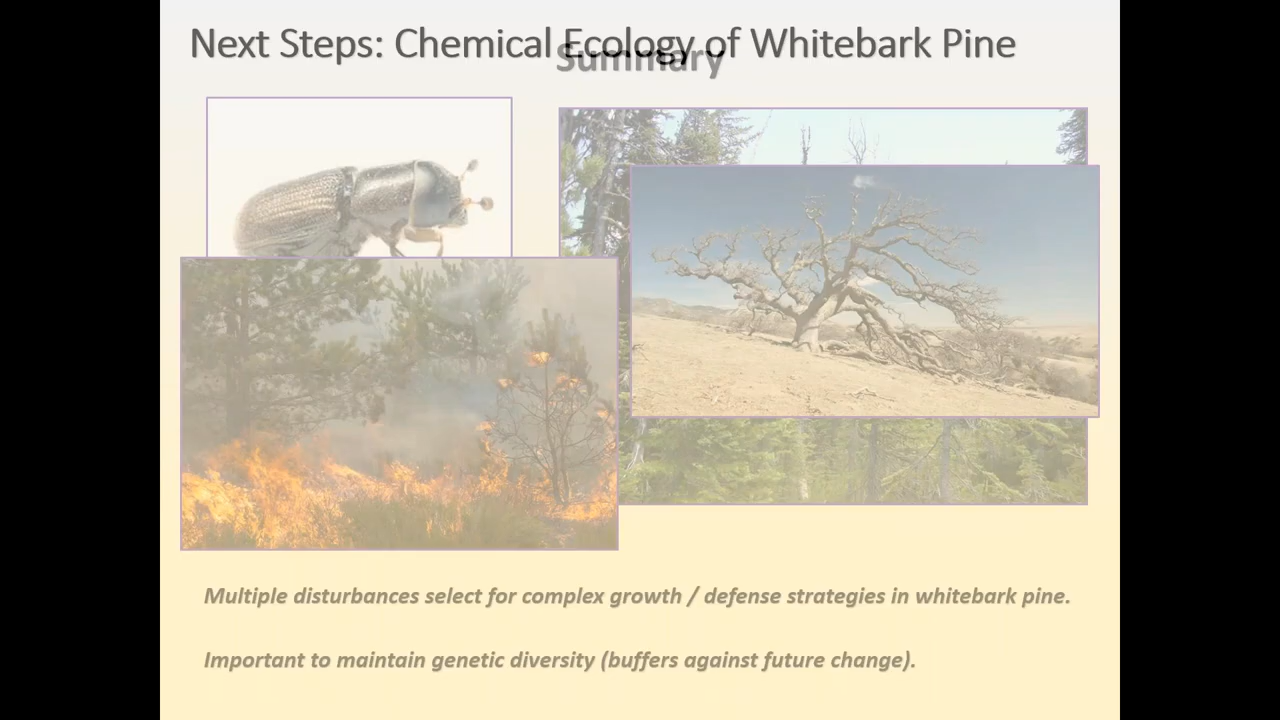 Next Steps: Chemical Ecology of Whitebark Pine
Summary
Multiple disturbances select for complex growth / defense strategies in whitebark pine.
Important to maintain genetic diversity (buffers against future change).